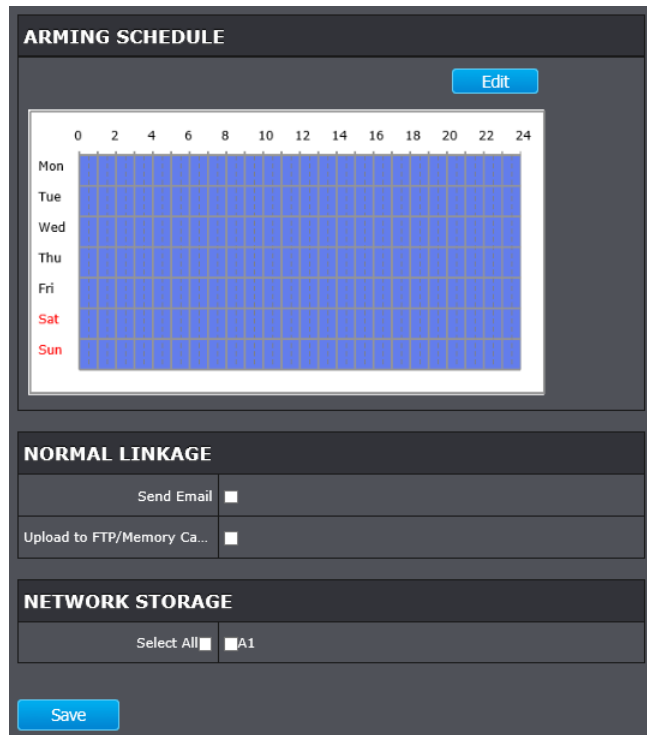 ARMING SCHEDULE
Edit
0 2 4 6 8 10 12 14 16 18 20 22 24
Mon
Tue
Wed
Thu
Fri
Sat
Sun
NORMAL LINKAGE
Send Email
Upload to FTP/Memory Ca...
NETWORK STORAGE
Select All A1
Save